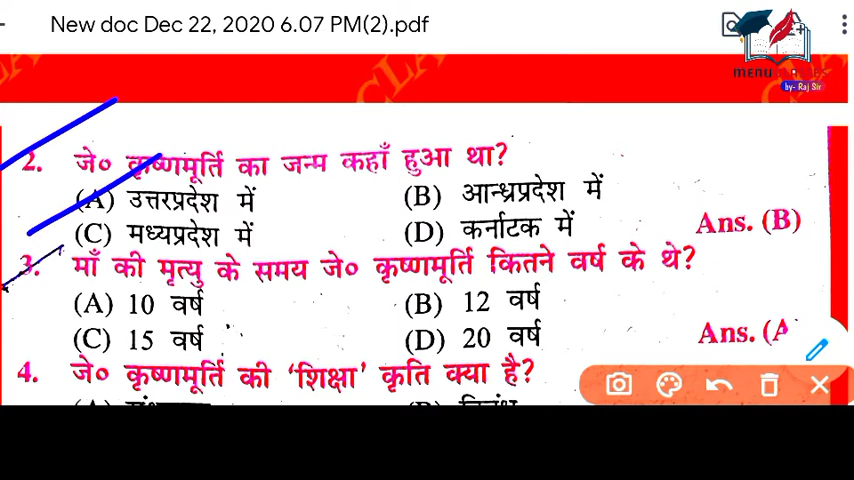 New doc Dec 22, 2020 6.07 PM(2).pdf
MENU
by- Raj Sir
2. जे० कृष्णमूर्ति का जन्म कहाँ हुआ था?
(A) उत्तरप्रदेश में (B) आन्ध्रप्रदेश में
(C) मध्यप्रदेश में (D) कर्नाटक में Ans. (B)
3. माँ की मृत्यु के समय जे० कृष्णमूर्ति कितने वर्ष के थे?
(A) 10 वर्ष (B) 12 वर्ष
(C) 15 वर्ष (D) 20 वर्ष Ans. (A
4. जे० कृष्णमूर्ति की ‘शिक्षा’ कृति क्या है?